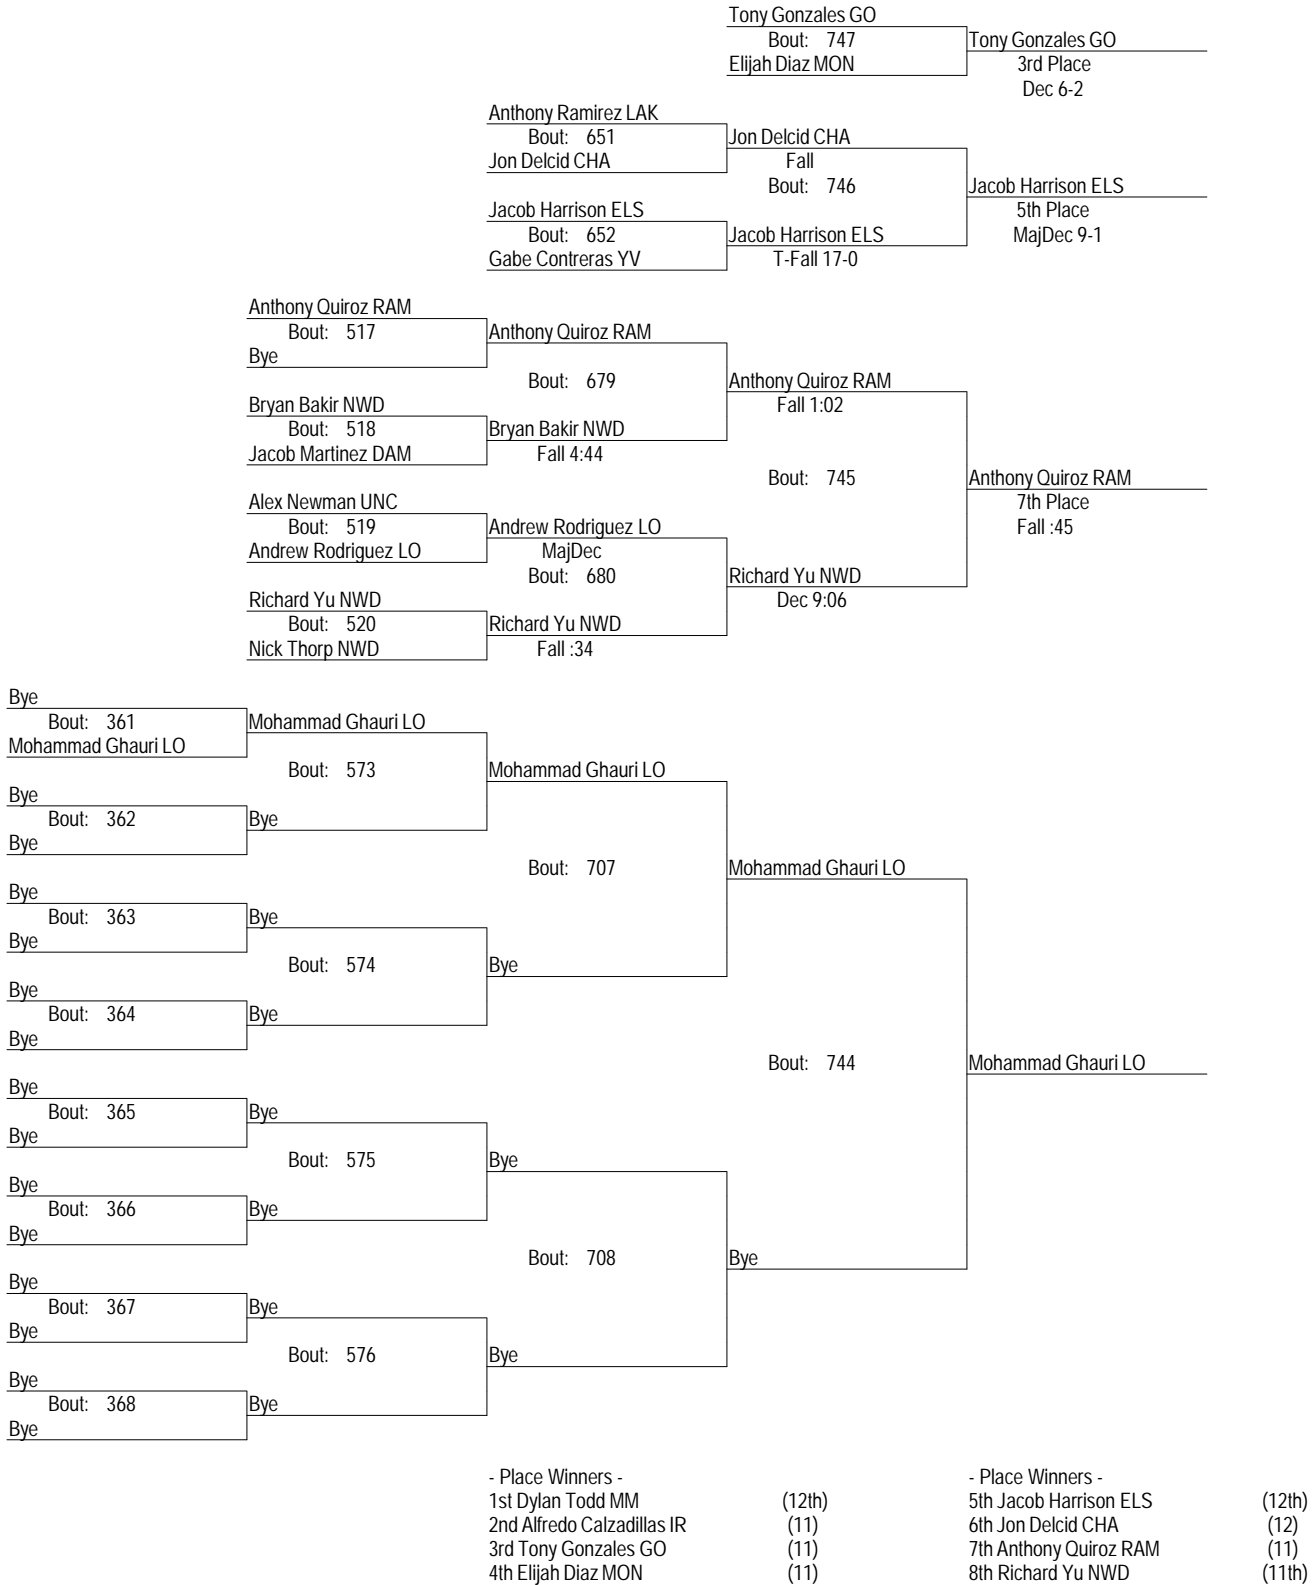 Tony Gonzales GO
Bout: 747
Tony Gonzales GO
Elijah Diaz MON
3rd Place
Dec 6-2
Anthony Ramirez LAK
Bout: 651
Jon Delcid CHA
Jon Delcid CHA
Fall
Bout: 746
Jacob Harrison ELS
Jacob Harrison ELS
5th Place
Bout: 652
Jacob Harrison ELS
MajDec 9-1
Gabe Contreras YV
T-Fall 17-0
Anthony Quiroz RAM
Bout: 517
Anthony Quiroz RAM
Bye
Bout: 679
Anthony Quiroz RAM
Bryan Bakir NWD
Fall 1:02
Bout: 518
Bryan Bakir NWD
Jacob Martinez DAM
Fall 4:44
Bout: 745
Anthony Quiroz RAM
Alex Newman UNC
7th Place
Bout: 519
Andrew Rodriguez LO
Fall :45
Andrew Rodriguez LO
MajDec
Bout: 680
Richard Yu NWD
Richard Yu NWD
Dec 9:06
Bout: 520
Richard Yu NWD
Nick Thorp NWD
Fall :34
Bye
Bout: 361
Mohammad Ghauri LO
Mohammad Ghauri LO
Bout: 573
Mohammad Ghauri LO
Bye
Bout: 362
Bye
Bye
Bout: 707
Mohammad Ghauri LO
Bye
Bout: 363
Bye
Bye
Bout: 574
Bye
Bye
Bout: 364
Bye
Bye
Bout: 744
Mohammad Ghauri LO
Bye
Bout: 365
Bye
Bye
Bout: 575
Bye
Bye
Bout: 366
Bye
Bye
Bout: 708
Bye
Bye
Bout: 367
Bye
Bye
Bout: 576
Bye
Bye
Bout: 368
Bye
Bye
- Place Winners -
1st Dylan Todd MM (12th)
2nd Alfredo Calzadillas IR (11)
3rd Tony Gonzales GO (11)
4th Elijah Diaz MON (11)
- Place Winners -
5th Jacob Harrison ELS (12th)
6th Jon Delcid CHA (12)
7th Anthony Quiroz RAM (11)
8th Richard Yu NWD (11th)